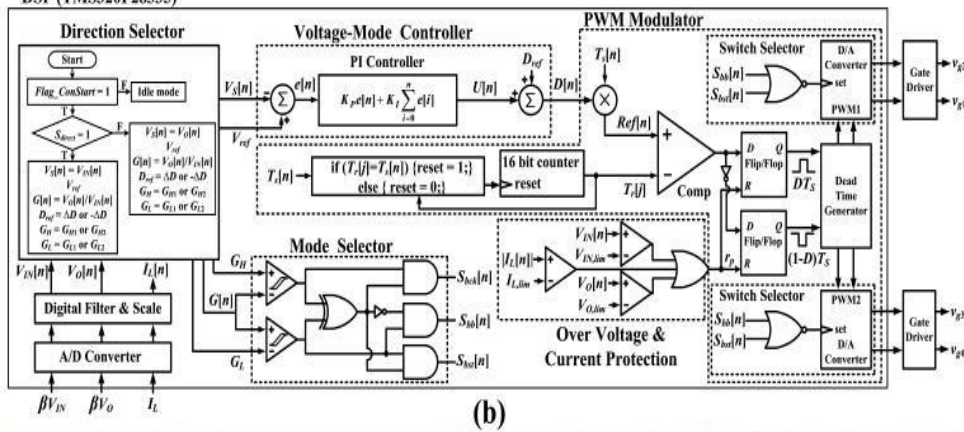 DSP (TMS320F28335)
Direction Selector
Start
Flag_ConStart = 1
F
Idle mode
T
S_direct = 1
F
T
V_S[n] = V_IN[n]
V_ref
G[n] = V_O[n]/V_IN[n]
D_ref = ΔD or -ΔD
G_H = G_H1 or G_H2
G_L = G_L1 or G_L2
V_S[n] = V_O[n]
V_ref
G[n] = V_O[n]/V_IN[n]
D_ref = ΔD or -ΔD
G_H = G_H1 or G_H2
G_L = G_L1 or G_L2
V_S[n]
V_ref
Voltage-Mode Controller
PI Controller
Σ
e[n]
K_P e[n] + K_I Σ e[i]
n
i=0
U[n]
D_ref
Σ
D[n]
PWM Modulator
T_s[n]
×
Ref[n]
T_s[n]
if (T_r[j]=T_s[n]) {reset = 1;}
else { reset = 0;}
16 bit counter
reset
T_r[j]
Comp
D
Q
Flip/Flop
R
DT_S
D
Q
Flip/Flop
R
(1-D)T_S
r_p
Dead
Time
Generator
Switch Selector
S_bb[n]
S_bst[n]
D/A
Converter
set
PWM1
Gate
Driver
Switch Selector
S_bb[n]
S_bst[n]
PWM2
set
D/A
Converter
Gate
Driver
v_g3
v_g4
V_IN[n]
V_O[n]
I_L[n]
Digital Filter & Scale
A/D Converter
βV_IN
βV_O
I_L
Mode Selector
G_H
G[n]
G_L
S_bck[n]
S_bb[n]
S_bst[n]
V_IN[n]
V_IN,lim
|I_L[n]|
I_L,lim
V_O[n]
V_O,lim
Over Voltage &
Current Protection
(b)